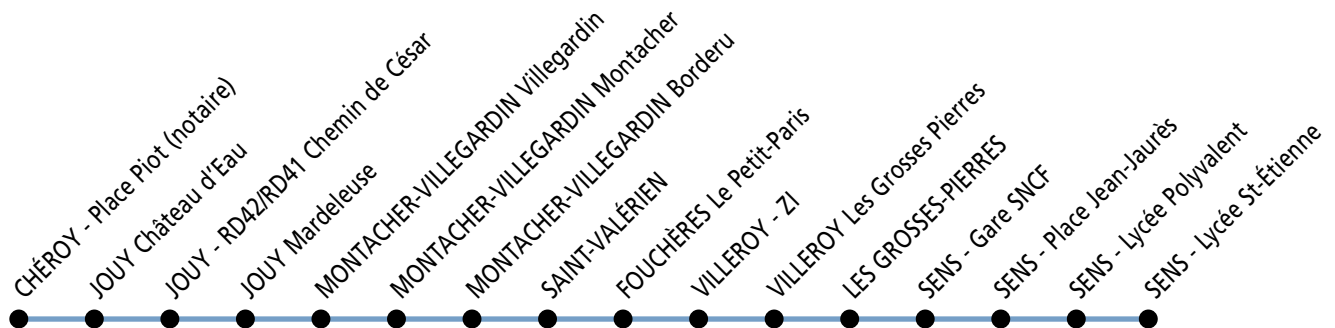 CHÉROY - Place Piot (notaire)
JOUY Château d'Eau
JOUY - RD42/RD41 Chemin de César
JOUY Mardeleuse
MONTACHER-VILLEGARDIN Villegardin
MONTACHER-VILLEGARDIN Montacher
MONTACHER-VILLEGARDIN Borderu
SAINT-VALÉRIEN
FOUCHÈRES Le Petit-Paris
VILLEROY - ZI
VILLEROY Les Grosses Pierres
LES GROSSES-PIERRES
SENS - Gare SNCF
SENS - Place Jean-Jaurès
SENS - Lycée Polyvalent
SENS - Lycée St-Étienne